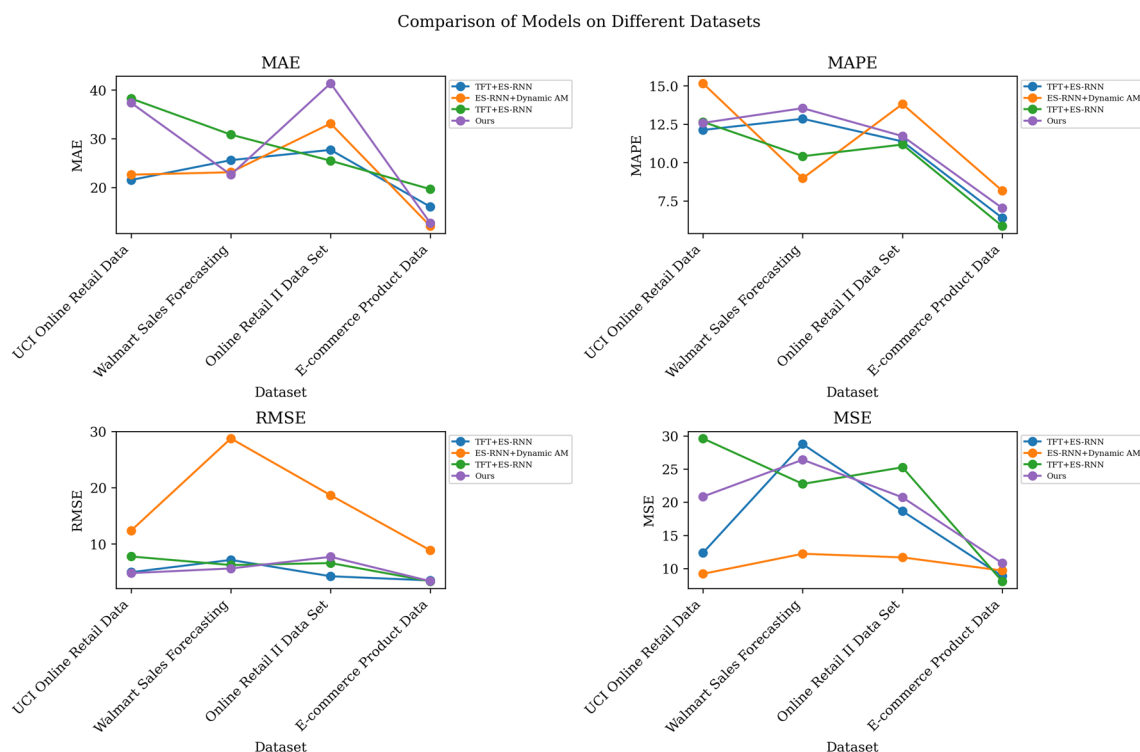 Comparison of Models on Different Datasets
MAE
40
30
20
MAE
TFT+ES-RNN
ES-RNN+Dynamic AM
TFT+ES-RNN
Ours
UCI Online Retail Data
Walmart Sales Forecasting
Online Retail II Data Set
E-commerce Product Data
Dataset
MAPE
15.0
12.5
10.0
7.5
MAPE
TFT+ES-RNN
ES-RNN+Dynamic AM
TFT+ES-RNN
Ours
UCI Online Retail Data
Walmart Sales Forecasting
Online Retail II Data Set
E-commerce Product Data
Dataset
RMSE
30
20
10
RMSE
TFT+ES-RNN
ES-RNN+Dynamic AM
TFT+ES-RNN
Ours
UCI Online Retail Data
Walmart Sales Forecasting
Online Retail II Data Set
E-commerce Product Data
Dataset
MSE
30
25
20
15
10
MSE
TFT+ES-RNN
ES-RNN+Dynamic AM
TFT+ES-RNN
Ours
UCI Online Retail Data
Walmart Sales Forecasting
Online Retail II Data Set
E-commerce Product Data
Dataset